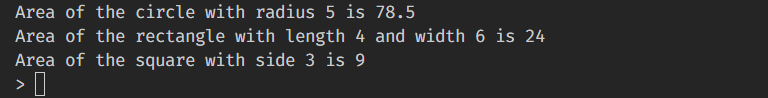 Area of the circle with radius 5 is 78.5
Area of the rectangle with length 4 and width 6 is 24
Area of the square with side 3 is 9
>